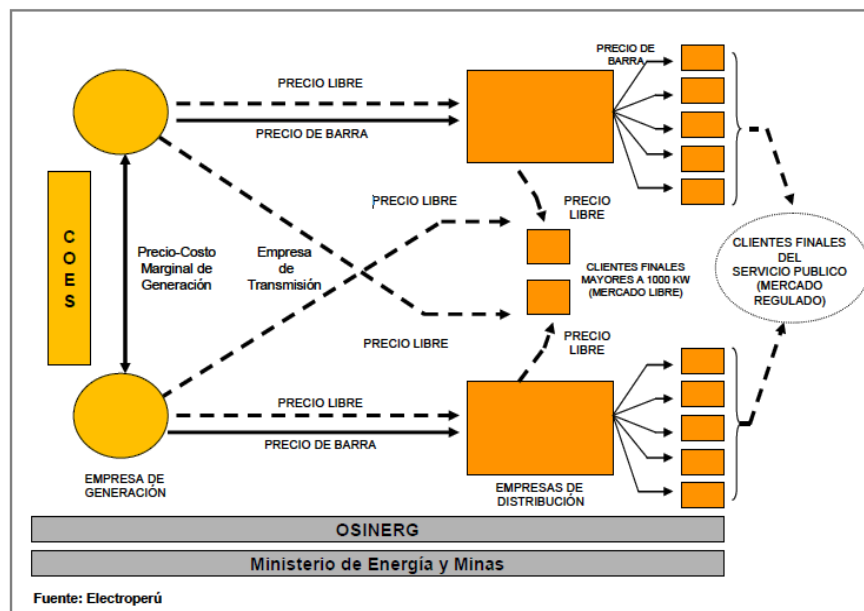 PRECIO DE
BARRA
PRECIO LIBRE
PRECIO DE BARRA
PRECIO LIBRE
PRECIO
LIBRE
COES
Precio-Costo
Marginal de
Generación
Empresa
de
Transmisión
CLIENTES FINALES
MAYORES A 1000 KW
(MERCADO LIBRE)
CLIENTES FINALES
DEL
SERVICIO PUBLICO
(MERCADO
REGULADO)
PRECIO LIBRE
PRECIO
LIBRE
PRECIO LIBRE
PRECIO DE BARRA
EMPRESA DE
GENERACIÓN
EMPRESAS DE
DISTRIBUCIÓN
OSINERG
Ministerio de Energía y Minas
Fuente: Electroperú